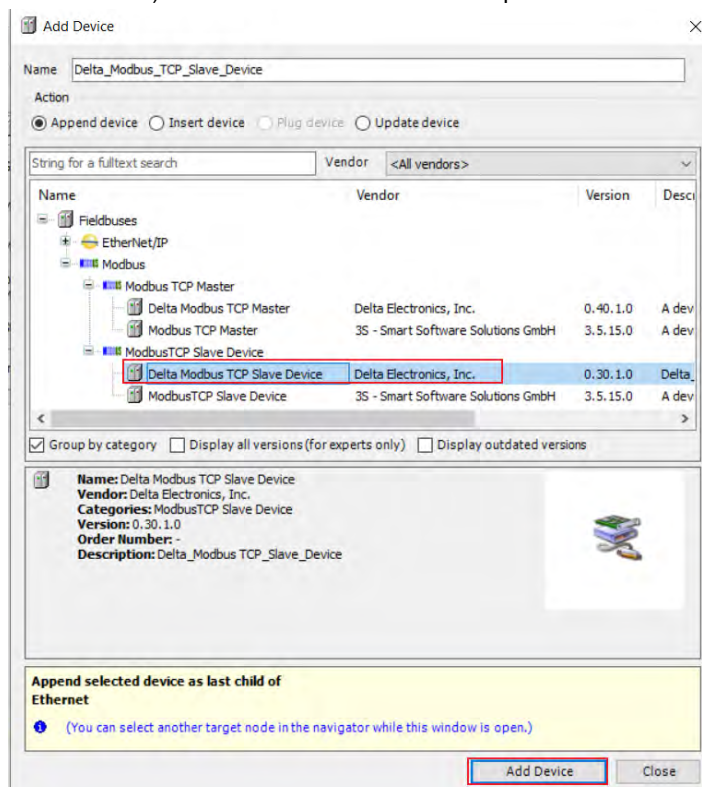 Add Device
Name Delta_Modbus_TCP_Slave_Device
Action
Append device Insert device Plug device Update device
String for a fulltext search Vendor <All vendors>
Name Vendor Version Descr
Fieldbuses
EtherNet/IP
Modbus
Modbus TCP Master
Delta Modbus TCP Master Delta Electronics, Inc. 0.40.1.0 A dev
Modbus TCP Master 3S - Smart Software Solutions GmbH 3.5.15.0 A dev
ModbusTCP Slave Device
Delta Modbus TCP Slave Device Delta Electronics, Inc. 0.30.1.0 Delta_
ModbusTCP Slave Device 3S - Smart Software Solutions GmbH 3.5.15.0 A dev
Group by category Display all versions (for experts only) Display outdated versions
Name: Delta Modbus TCP Slave Device
Vendor: Delta Electronics, Inc.
Categories: ModbusTCP Slave Device
Version: 0.30.1.0
Order Number: -
Description: Delta_Modbus TCP_Slave_Device
Append selected device as last child of
Ethernet
(You can select another target node in the navigator while this window is open.)
Add Device Close